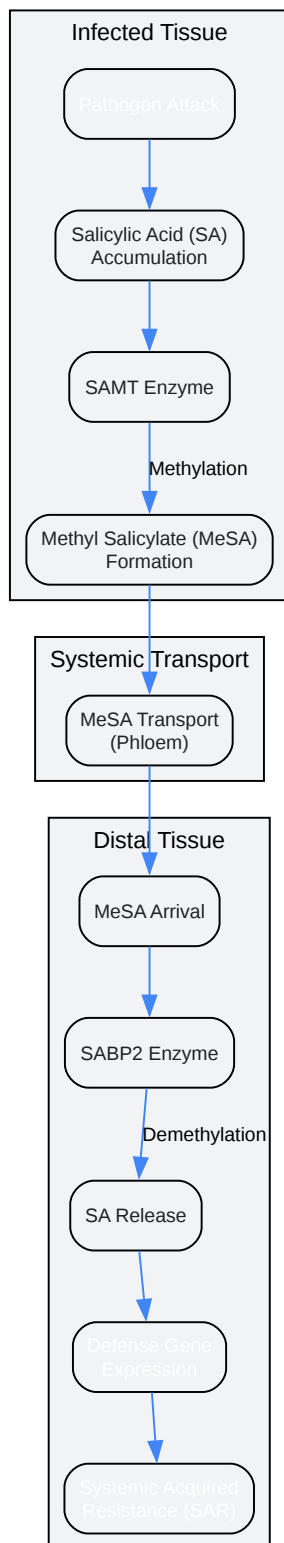 Infected Tissue
Pathogen Attack
Salicylic Acid (SA)
Accumulation
SAMT Enzyme
Methylation
Methyl Salicylate (MeSA)
Formation
Systemic Transport
MeSA Transport
(Phloem)
Distal Tissue
MeSA Arrival
SABP2 Enzyme
Demethylation
SA Release
Defense Gene
Expression
Systemic Acquired
Resistance (SAR)